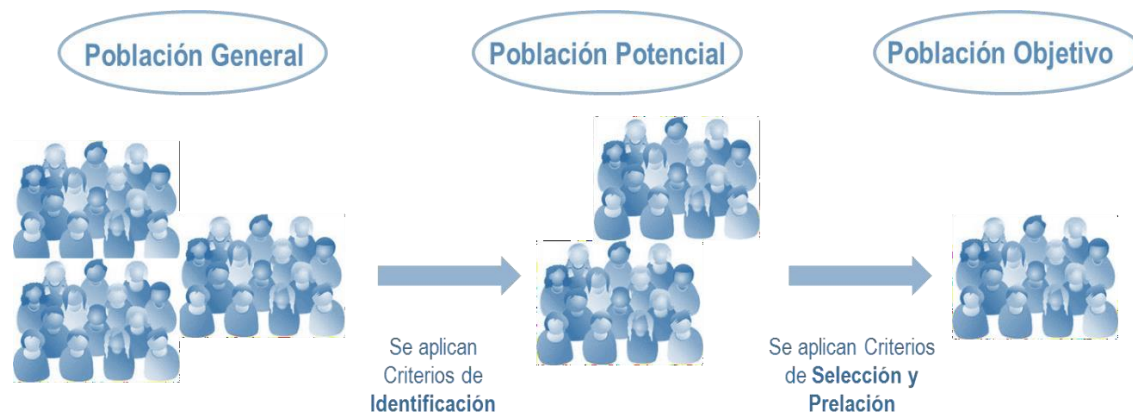 Población General
Población Potencial
Población Objetivo
Se aplican
Criterios de
Identificación
Se aplican Criterios
de Selección y
Prelación